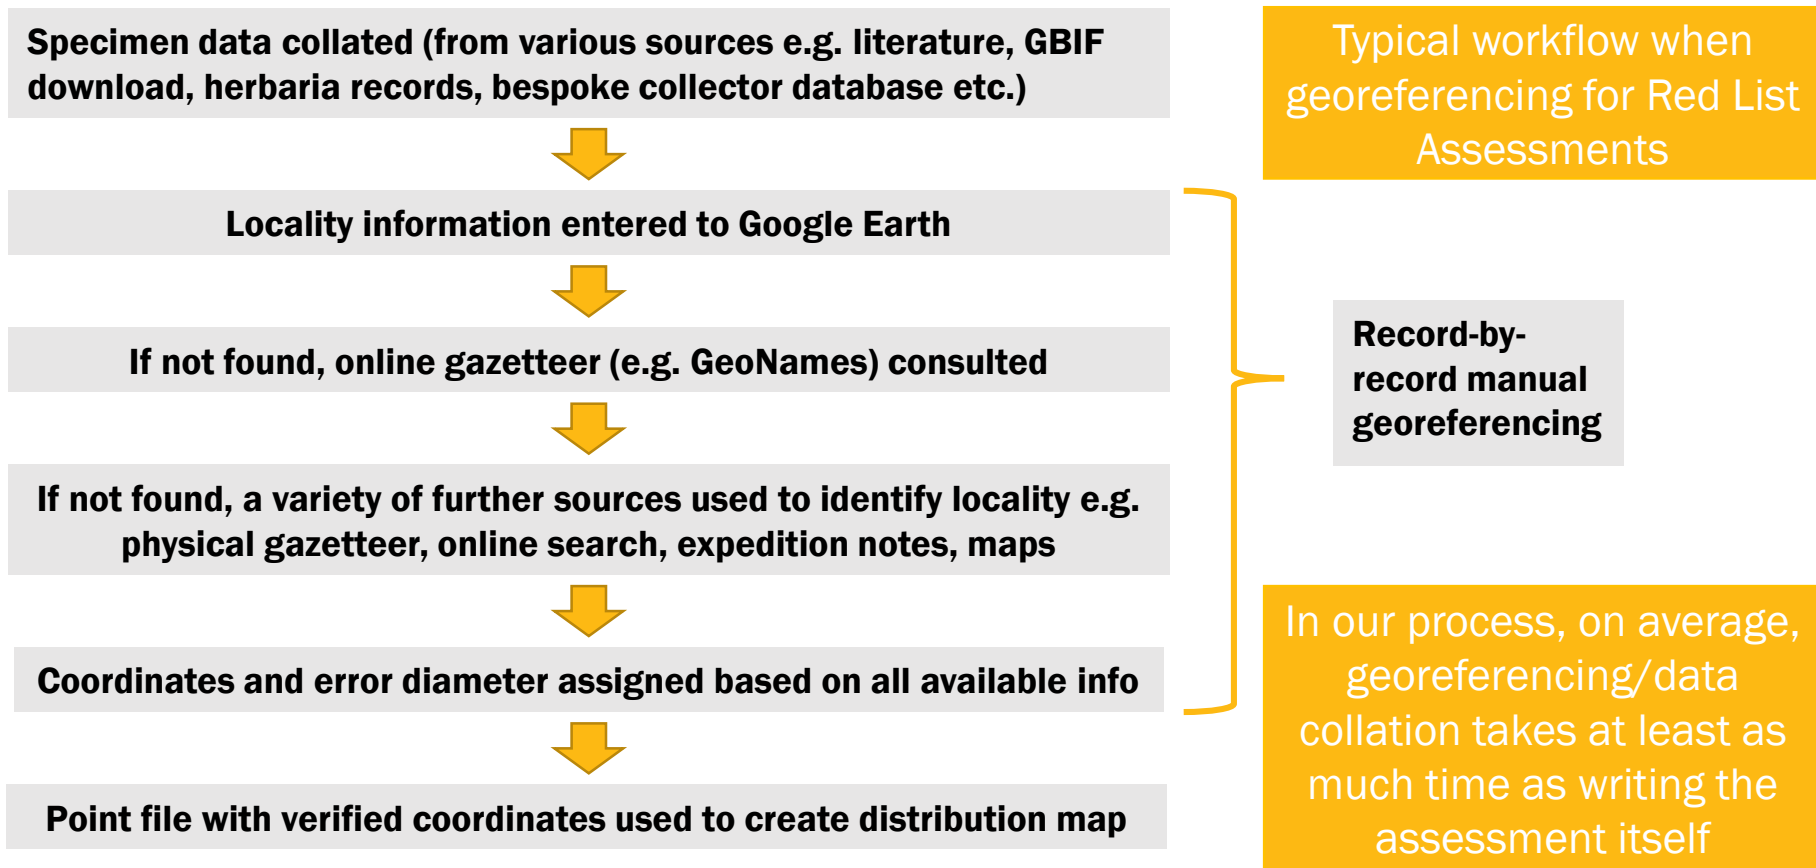 Specimen data collated (from various sources e.g. literature, GBIF
download, herbaria records, bespoke collector database etc.)
Typical workflow when
georeferencing for Red List
Assessments
Locality information entered to Google Earth
If not found, online gazetteer (e.g. GeoNames) consulted
Record-by-
record manual
georeferencing
If not found, a variety of further sources used to identify locality e.g.
physical gazetteer, online search, expedition notes, maps
Coordinates and error diameter assigned based on all available info
Point file with verified coordinates used to create distribution map
In our process, on average,
georeferencing/data
collation takes at least as
much time as writing the
assessment itself